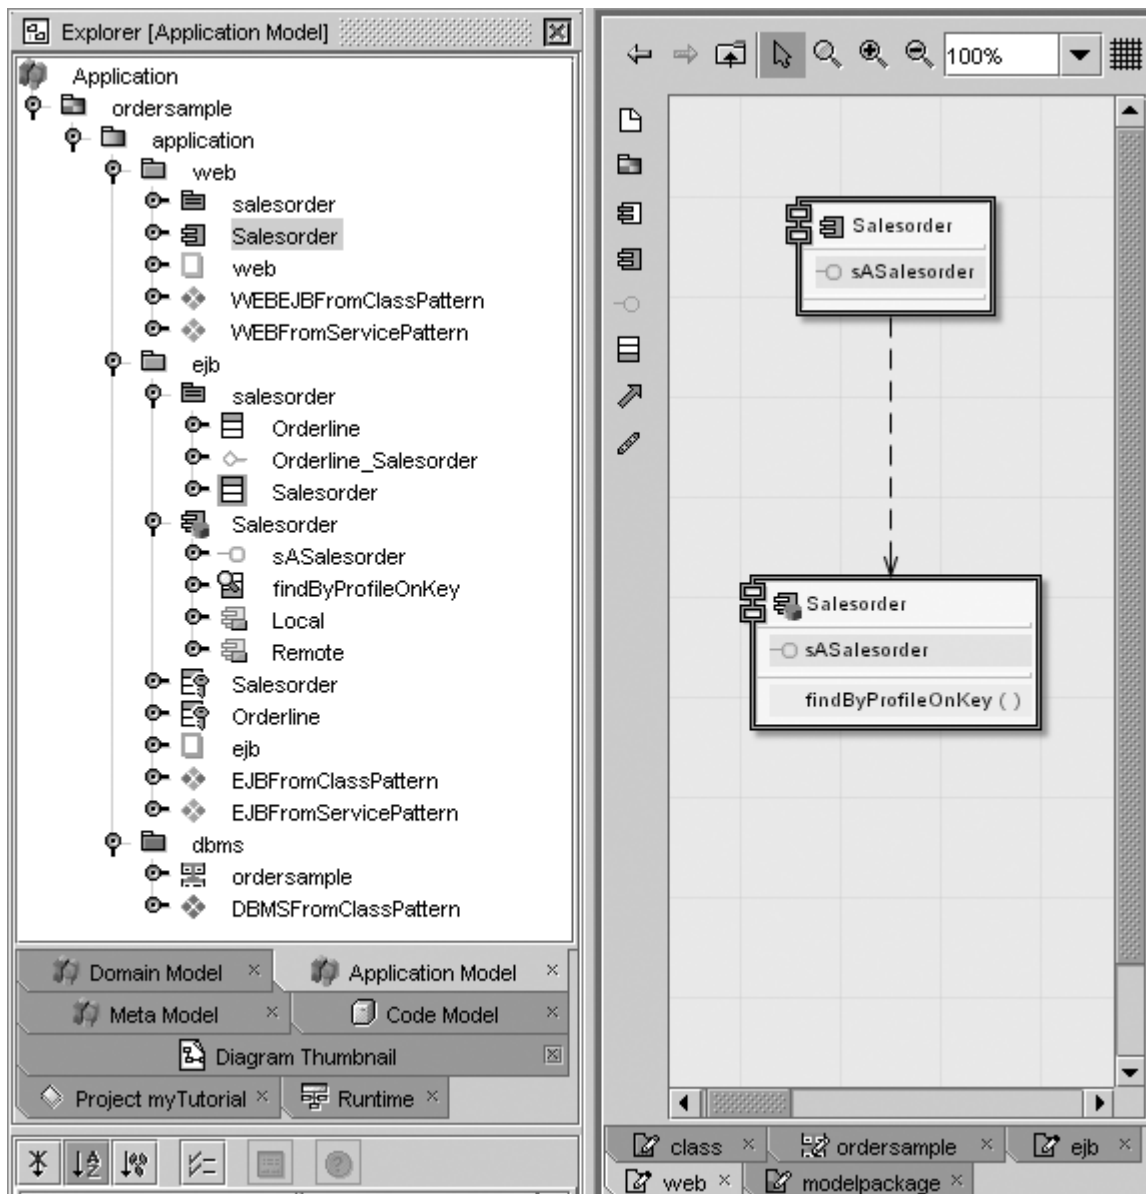 Explorer [Application Model]
Application
ordersample
application
web
salesorder
Salesorder
web
WEBEJBFromClassPattern
WEBFromServicePattern
ejb
salesorder
Orderline
Orderline_Salesorder
Salesorder
Salesorder
sASalesorder
findByProfileOnKey
Local
Remote
Salesorder
Orderline
ejb
EJBFromClassPattern
EJBFromServicePattern
dbms
ordersample
DBMSFromClassPattern
Domain Model
Application Model
Meta Model
Code Model
Diagram Thumbnail
Project myTutorial
Runtime
100%
Salesorder
sASalesorder
Salesorder
sASalesorder
findByProfileOnKey ( )
class
ordersample
ejb
web
modelpackage